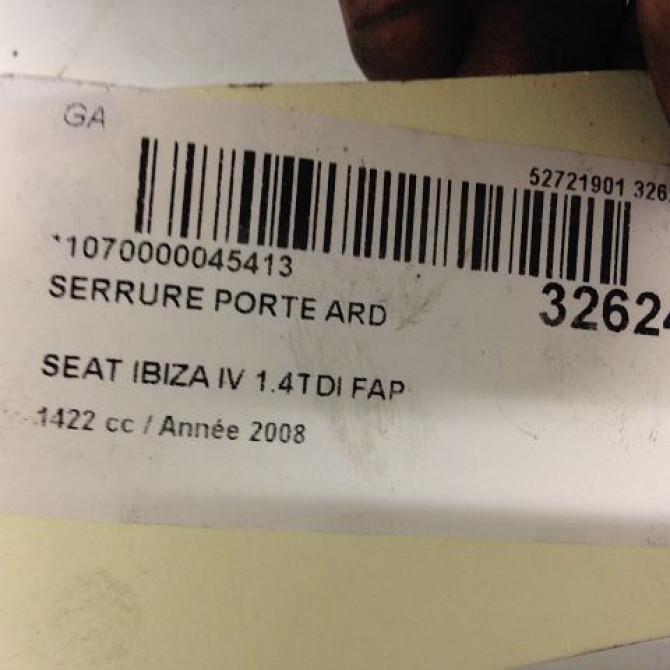 GA
52721901 326
*1070000045413
SERRURE PORTE ARD
3262
SEAT IBIZA IV 1.4TDI FAP
1422 cc / Année 2008